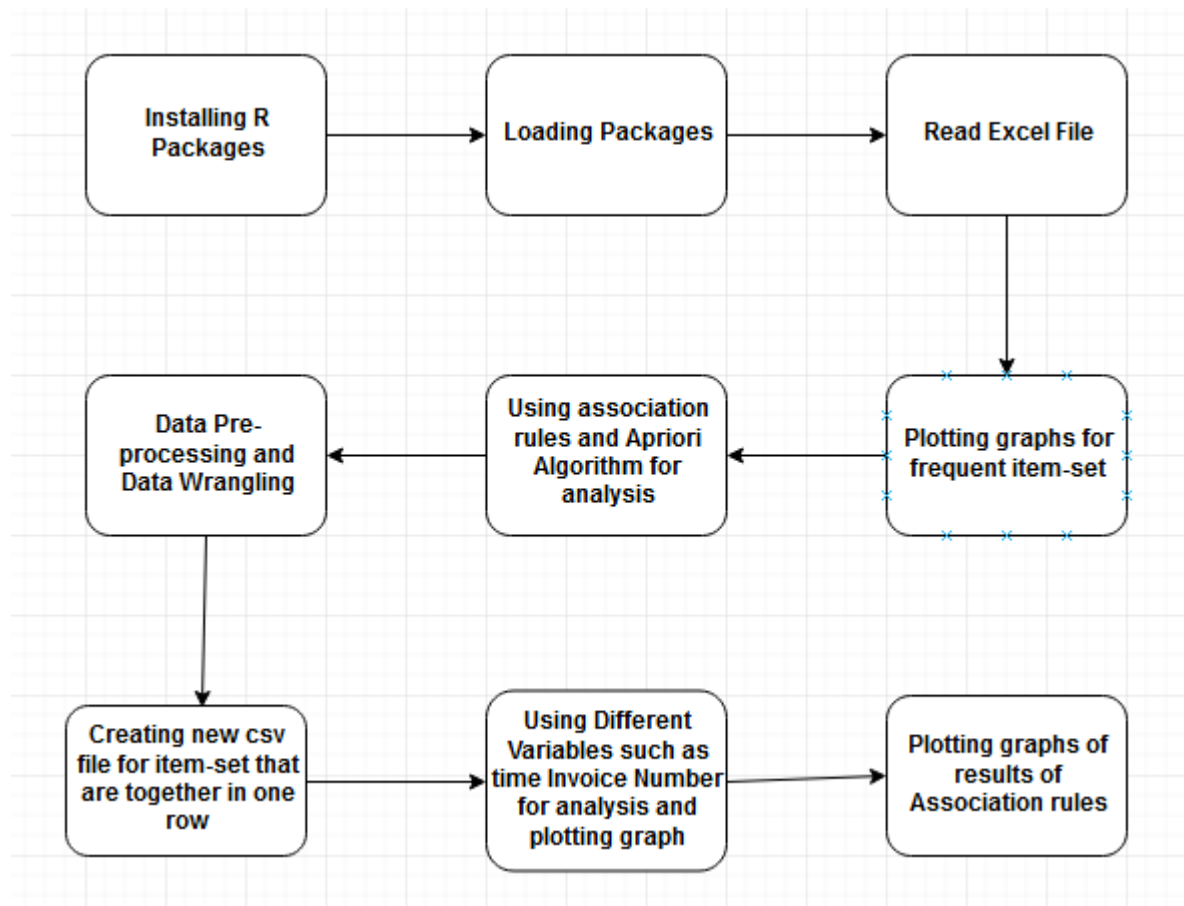 Installing R
Packages
Loading Packages
Read Excel File
Data Pre-
processing and
Data Wrangling
Using association
rules and Apriori
Algorithm for
analysis
Plotting graphs for
frequent item-set
Creating new csv
file for item-set that
are together in one
row
Using Different
Variables such as
time Invoice Number
for analysis and
plotting graph
Plotting graphs of
results of
Association rules